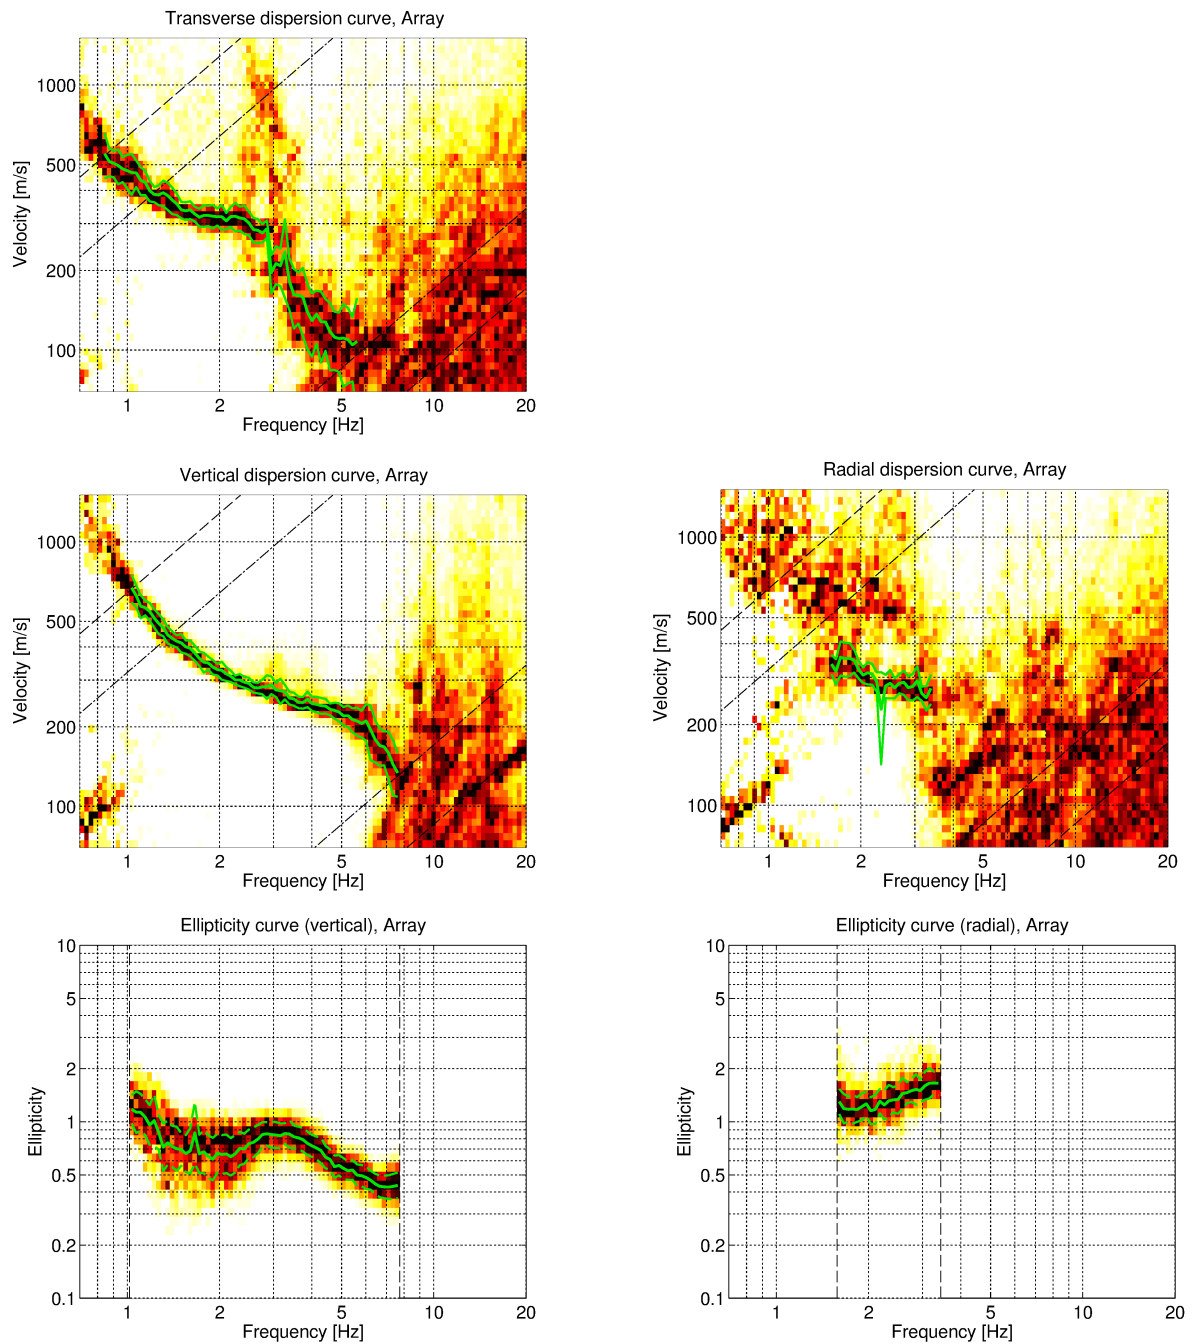 Transverse dispersion curve, Array
Velocity [m/s]
1000
500
200
100
1 2 5 10 20
Frequency [Hz]
Vertical dispersion curve, Array
Velocity [m/s]
1000
500
200
100
1 2 5 10 20
Frequency [Hz]
Radial dispersion curve, Array
Velocity [m/s]
1000
500
200
100
1 2 5 10 20
Frequency [Hz]
Ellipticity curve (vertical), Array
Ellipticity
10
5
2
1
0.5
0.2
0.1
1 2 5 10 20
Frequency [Hz]
Ellipticity curve (radial), Array
Ellipticity
10
5
2
1
0.5
0.2
0.1
1 2 5 10 20
Frequency [Hz]